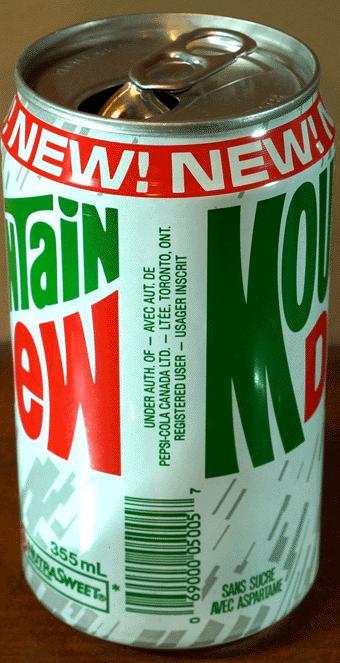 NEW! NEW!
ntain
ew
Mou
D
UNDER AUTH. OF — AVEC AUT. DE
PEPSI-COLA CANADA LTD. — LTÉE, TORONTO, ONT.
REGISTERED USER — USAGER INSCRIT
355 mL
NUTRASWEET® *
0 69000 05005 7
SANS SUCRE
AVEC ASPARTAME